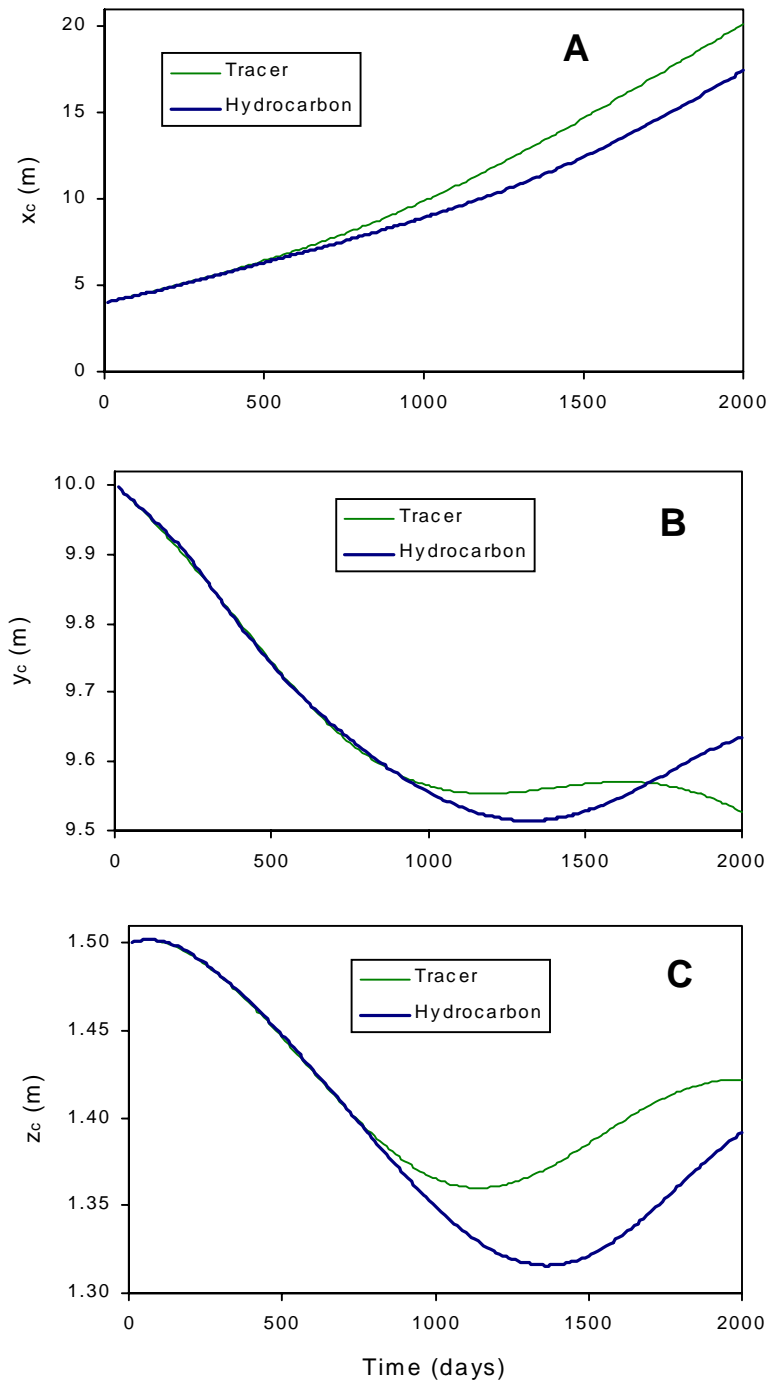 20
A
Tracer
Hydrocarbon
15
10
5
0
xc (m)
0 500 1000 1500 2000
10.0
Tracer
B
Hydrocarbon
9.9
9.8
9.7
9.6
9.5
yc (m)
0 500 1000 1500 2000
1.50
Tracer
C
Hydrocarbon
1.45
1.40
1.35
1.30
zc (m)
0 500 1000 1500 2000
Time (days)